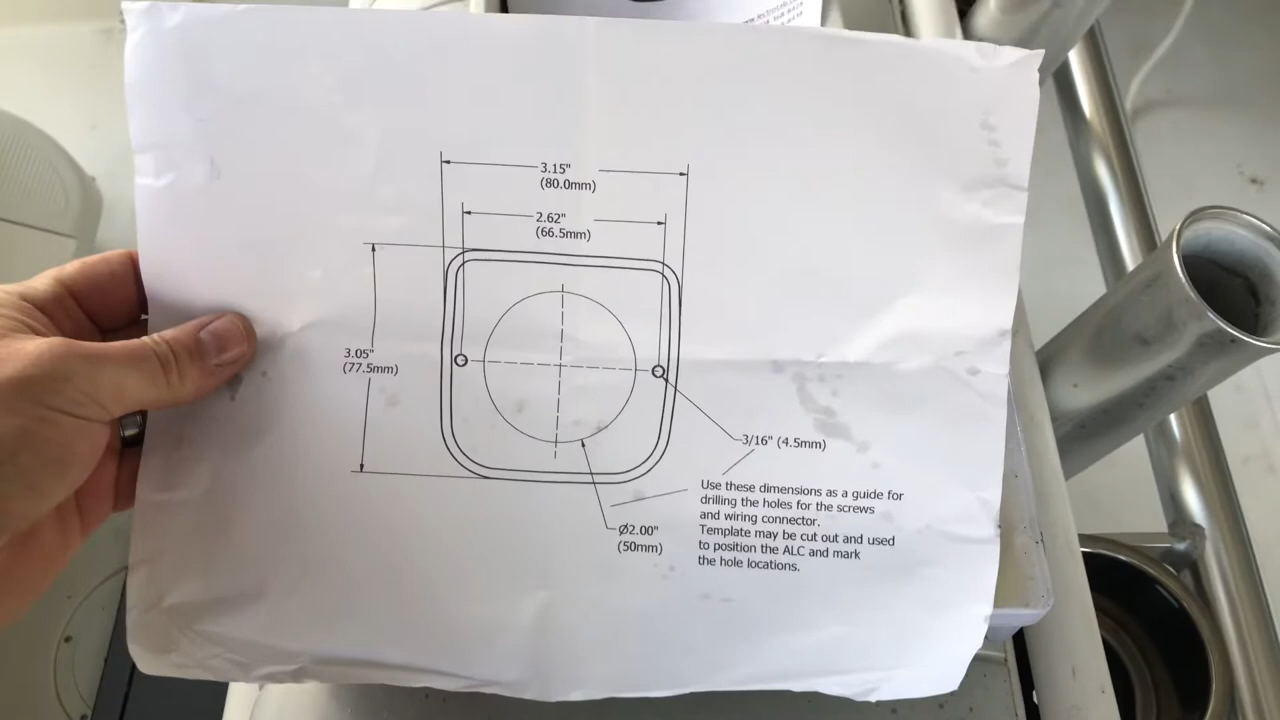 3.15"
(80.0mm)
2.62"
(66.5mm)
3.05"
(77.5mm)
3/16" (4.5mm)
Use these dimensions as a guide for
drilling the holes for the screws
and wiring connector.
Template may be cut out and used
to position the ALC and mark
the hole locations.
Ø2.00"
(50mm)